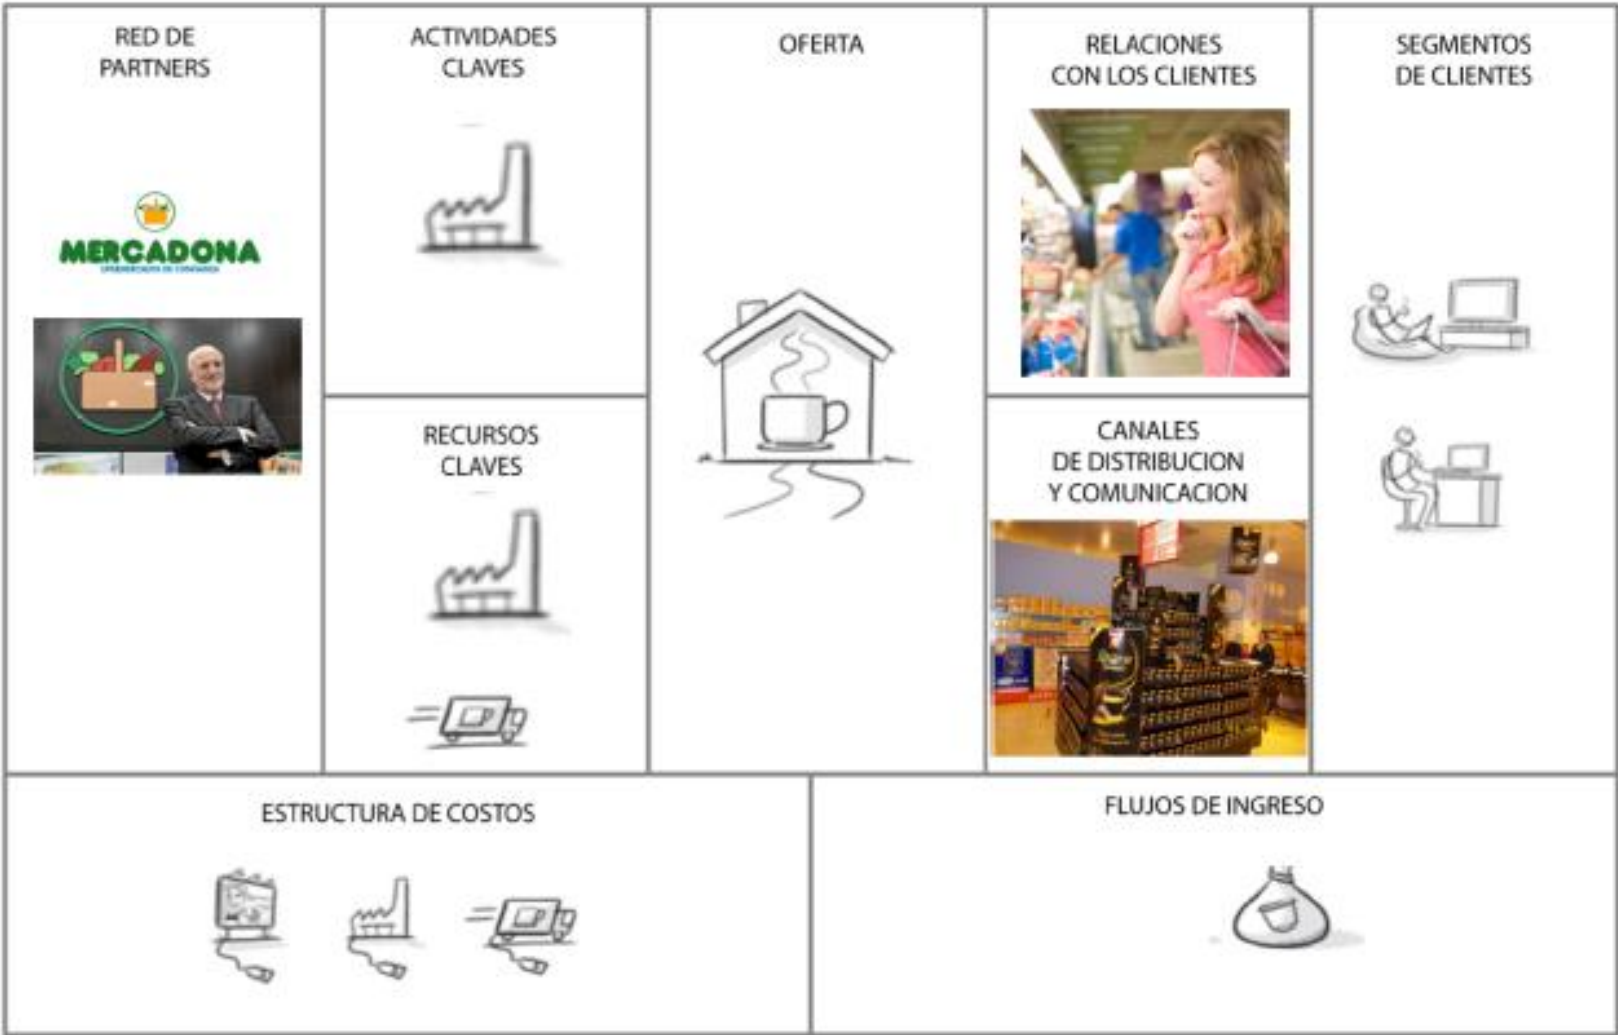 RED DE
PARTNERS
MERCADONA
ACTIVIDADES
CLAVES
RECURSOS
CLAVES
OFERTA
RELACIONES
CON LOS CLIENTES
CANALES
DE DISTRIBUCION
Y COMUNICACION
SEGMENTOS
DE CLIENTES
ESTRUCTURA DE COSTOS
FLUJOS DE INGRESO